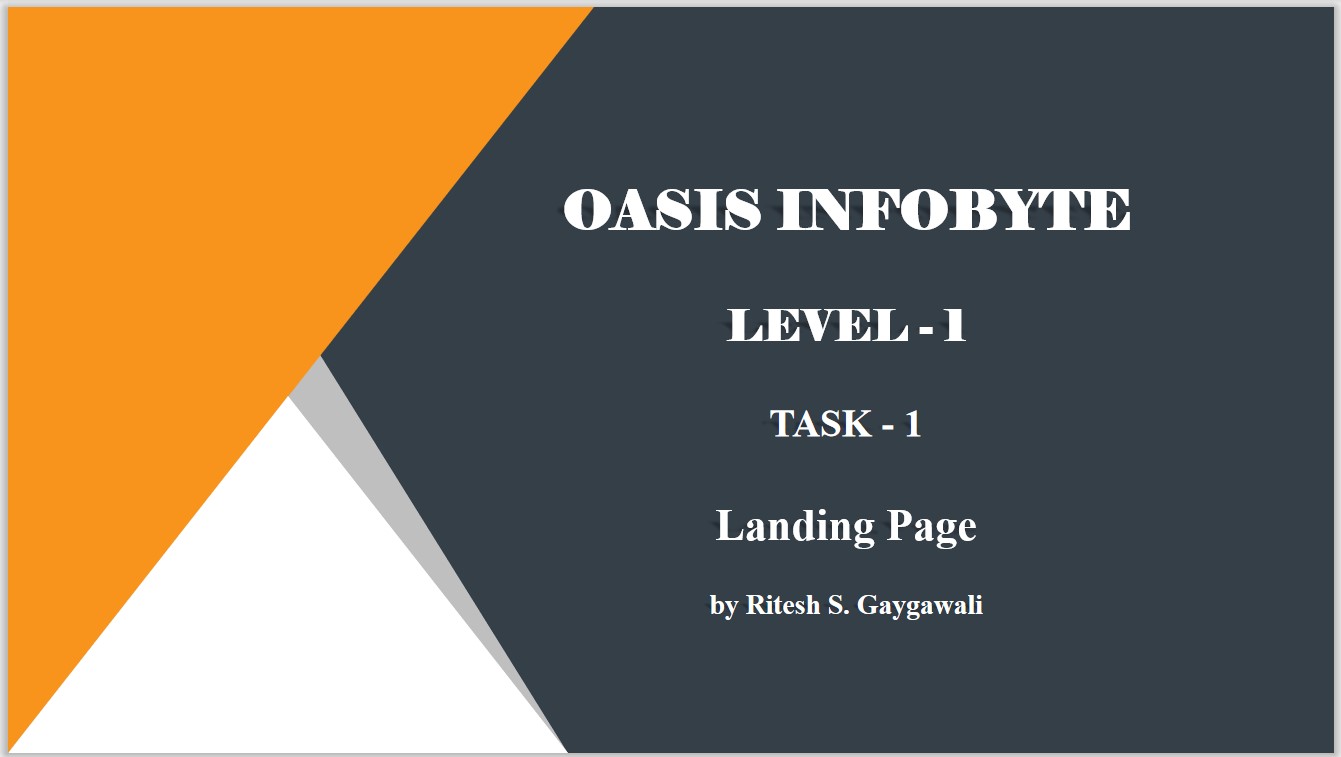 OASIS INFOBYTE
LEVEL - 1
TASK - 1
Landing Page
by Ritesh S. Gaygawali